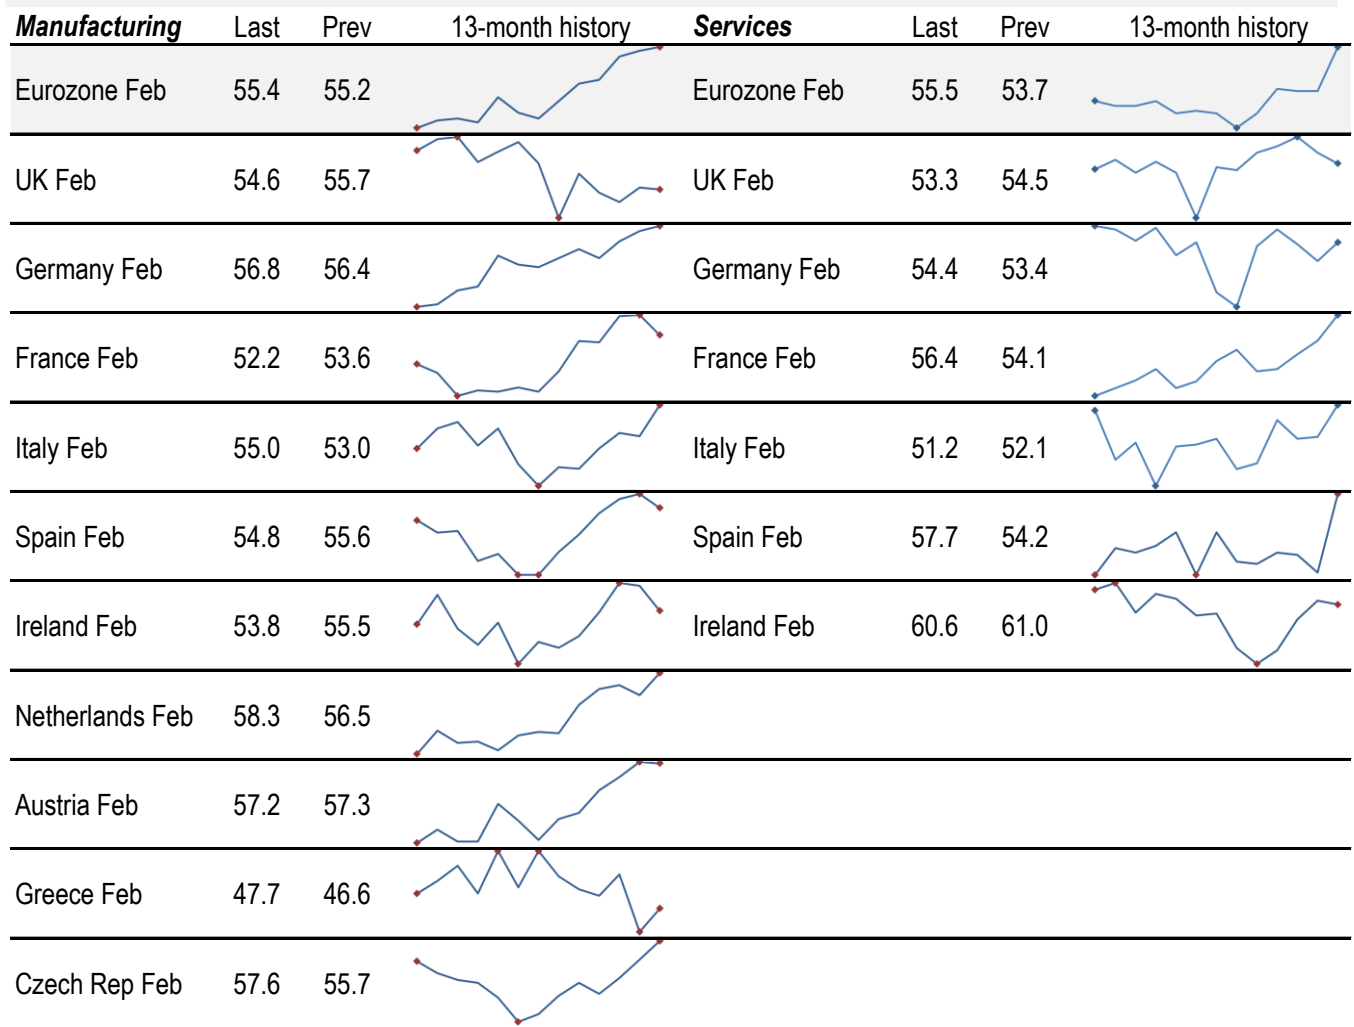 Manufacturing Last Prev 13-month history Services Last Prev 13-month history
Eurozone Feb 55.4 55.2 Eurozone Feb 55.5 53.7
UK Feb 54.6 55.7 UK Feb 53.3 54.5
Germany Feb 56.8 56.4 Germany Feb 54.4 53.4
France Feb 52.2 53.6 France Feb 56.4 54.1
Italy Feb 55.0 53.0 Italy Feb 51.2 52.1
Spain Feb 54.8 55.6 Spain Feb 57.7 54.2
Ireland Feb 53.8 55.5 Ireland Feb 60.6 61.0
Netherlands Feb 58.3 56.5
Austria Feb 57.2 57.3
Greece Feb 47.7 46.6
Czech Rep Feb 57.6 55.7